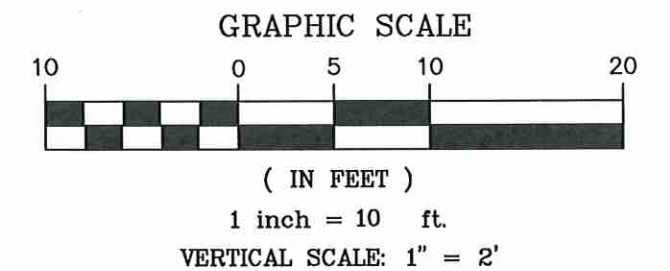 GRAPHIC SCALE
10 0 5 10 20
( IN FEET )
1 inch = 10 ft.
VERTICAL SCALE: 1" = 2'